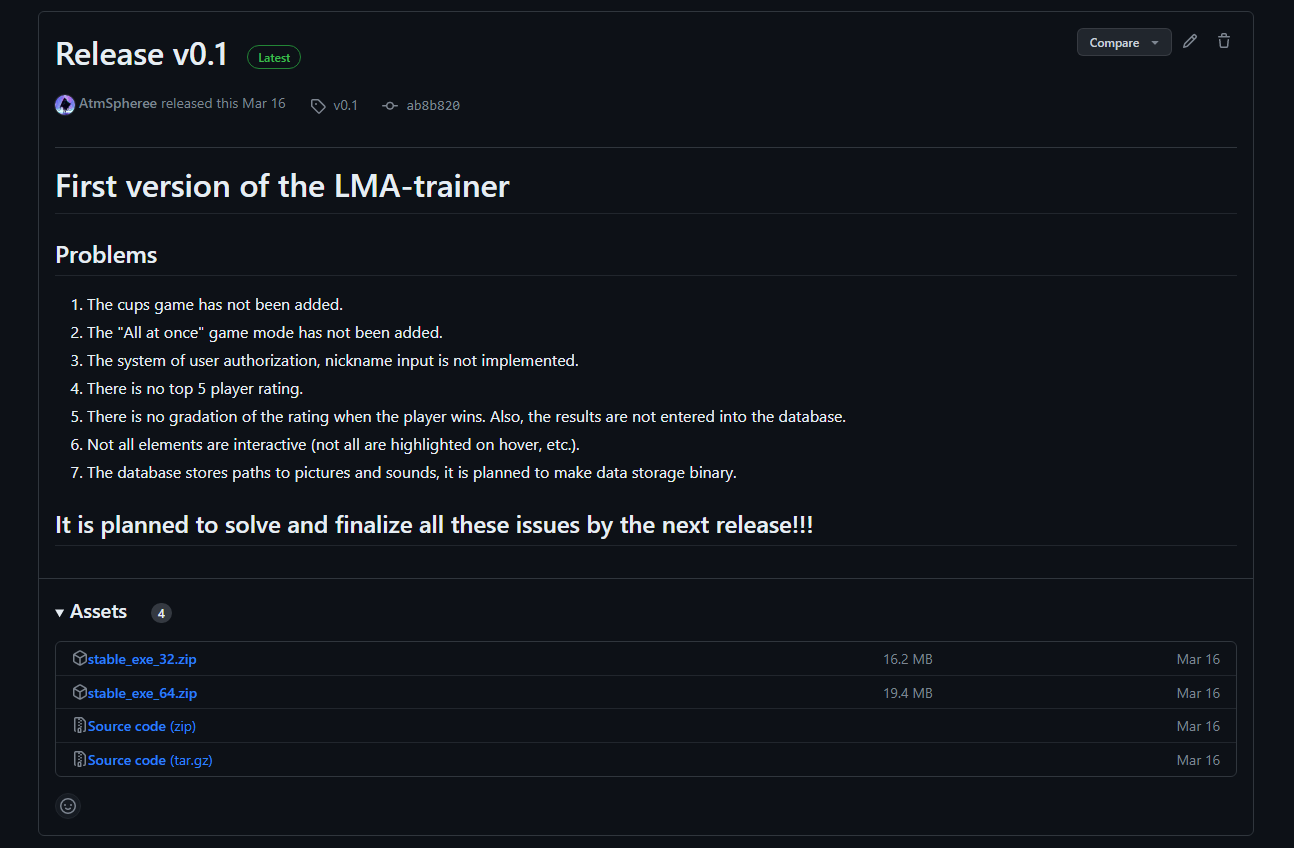 Release v0.1 Latest Compare
AtmSpheree released this Mar 16 v0.1 ab8b820
First version of the LMA-trainer
Problems
1. The cups game has not been added.
2. The "All at once" game mode has not been added.
3. The system of user authorization, nickname input is not implemented.
4. There is no top 5 player rating.
5. There is no gradation of the rating when the player wins. Also, the results are not entered into the database.
6. Not all elements are interactive (not all are highlighted on hover, etc.).
7. The database stores paths to pictures and sounds, it is planned to make data storage binary.
It is planned to solve and finalize all these issues by the next release!!!
Assets 4
stable_exe_32.zip 16.2 MB Mar 16
stable_exe_64.zip 19.4 MB Mar 16
Source code (zip) Mar 16
Source code (tar.gz) Mar 16